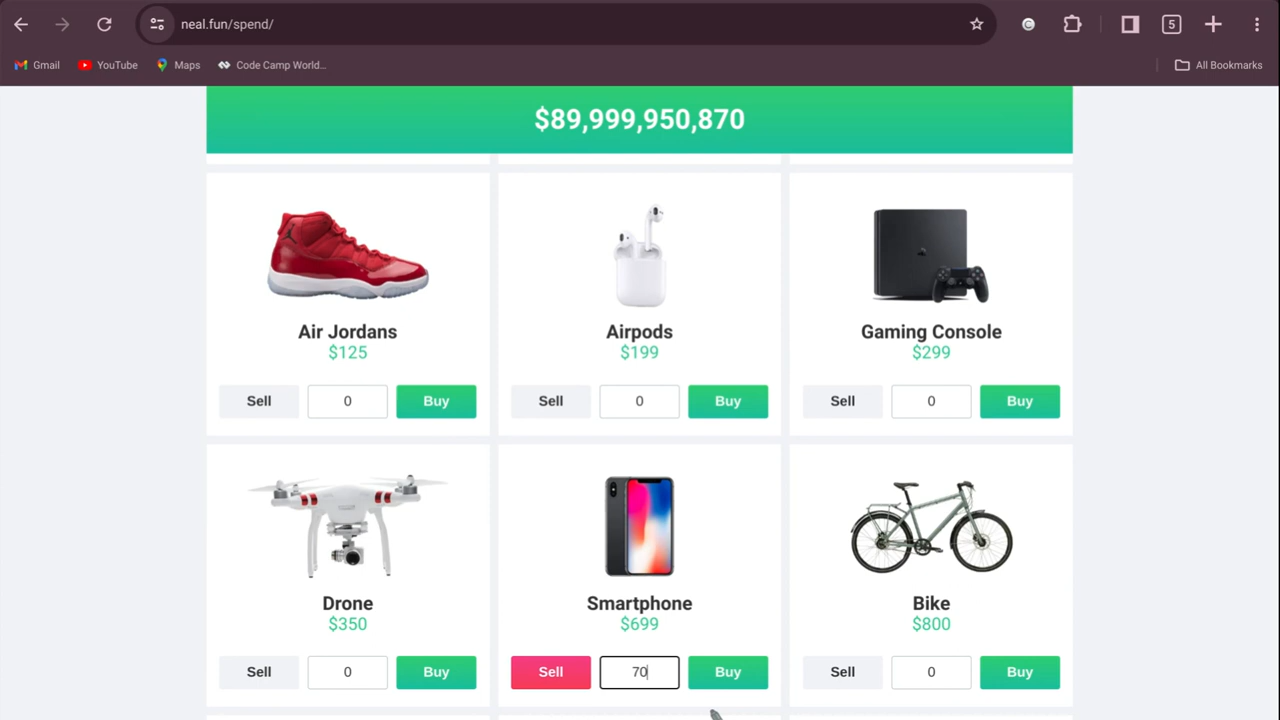 neal.fun/spend/
5
Gmail
YouTube
Maps
Code Camp World...
All Bookmarks
$89,999,950,870
Air Jordans
$125
Sell 0 Buy
Airpods
$199
Sell 0 Buy
Gaming Console
$299
Sell 0 Buy
Drone
$350
Sell 0 Buy
Smartphone
$699
Sell 70 Buy
Bike
$800
Sell 0 Buy